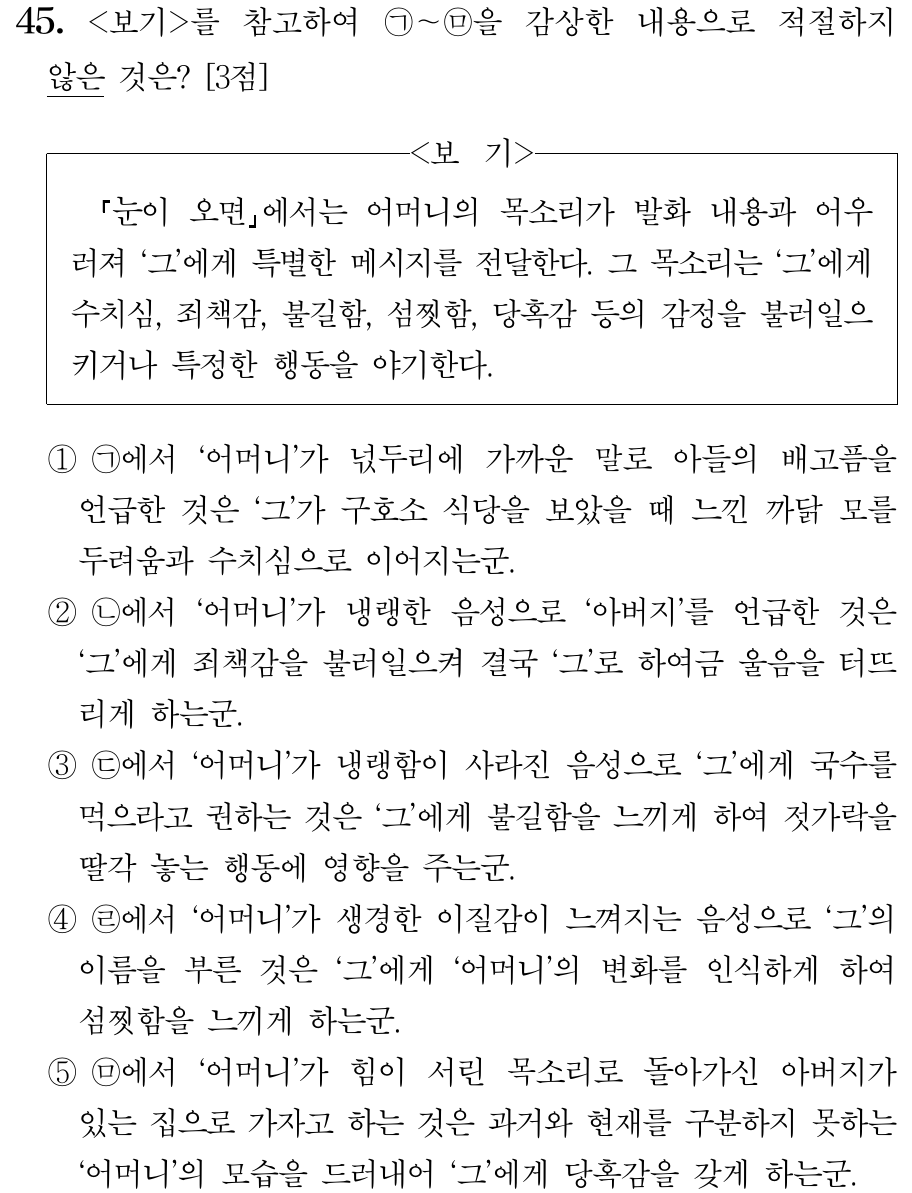 45. <보기>를 참고하여 ㉠~㉤을 감상한 내용으로 적절하지
않은 것은? [3점]
<보 기>
『눈이 오면』에서는 어머니의 목소리가 발화 내용과 어우
러져 ‘그’에게 특별한 메시지를 전달한다. 그 목소리는 ‘그’에게
수치심, 죄책감, 불길함, 섬찟함, 당혹감 등의 감정을 불러일으
키거나 특정한 행동을 야기한다.
① ㉠에서 ‘어머니’가 넋두리에 가까운 말로 아들의 배고픔을
언급한 것은 ‘그’가 구호소 식당을 보았을 때 느낀 까닭 모를
두려움과 수치심으로 이어지는군.
② ㉡에서 ‘어머니’가 냉랭한 음성으로 ‘아버지’를 언급한 것은
‘그’에게 죄책감을 불러일으켜 결국 ‘그’로 하여금 울음을 터뜨
리게 하는군.
③ ㉢에서 ‘어머니’가 냉랭함이 사라진 음성으로 ‘그’에게 국수를
먹으라고 권하는 것은 ‘그’에게 불길함을 느끼게 하여 젓가락을
딸각 놓는 행동에 영향을 주는군.
④ ㉣에서 ‘어머니’가 생경한 이질감이 느껴지는 음성으로 ‘그’의
이름을 부른 것은 ‘그’에게 ‘어머니’의 변화를 인식하게 하여
섬찟함을 느끼게 하는군.
⑤ ㉤에서 ‘어머니’가 힘이 서린 목소리로 돌아가신 아버지가
있는 집으로 가자고 하는 것은 과거와 현재를 구분하지 못하는
‘어머니’의 모습을 드러내어 ‘그’에게 당혹감을 갖게 하는군.